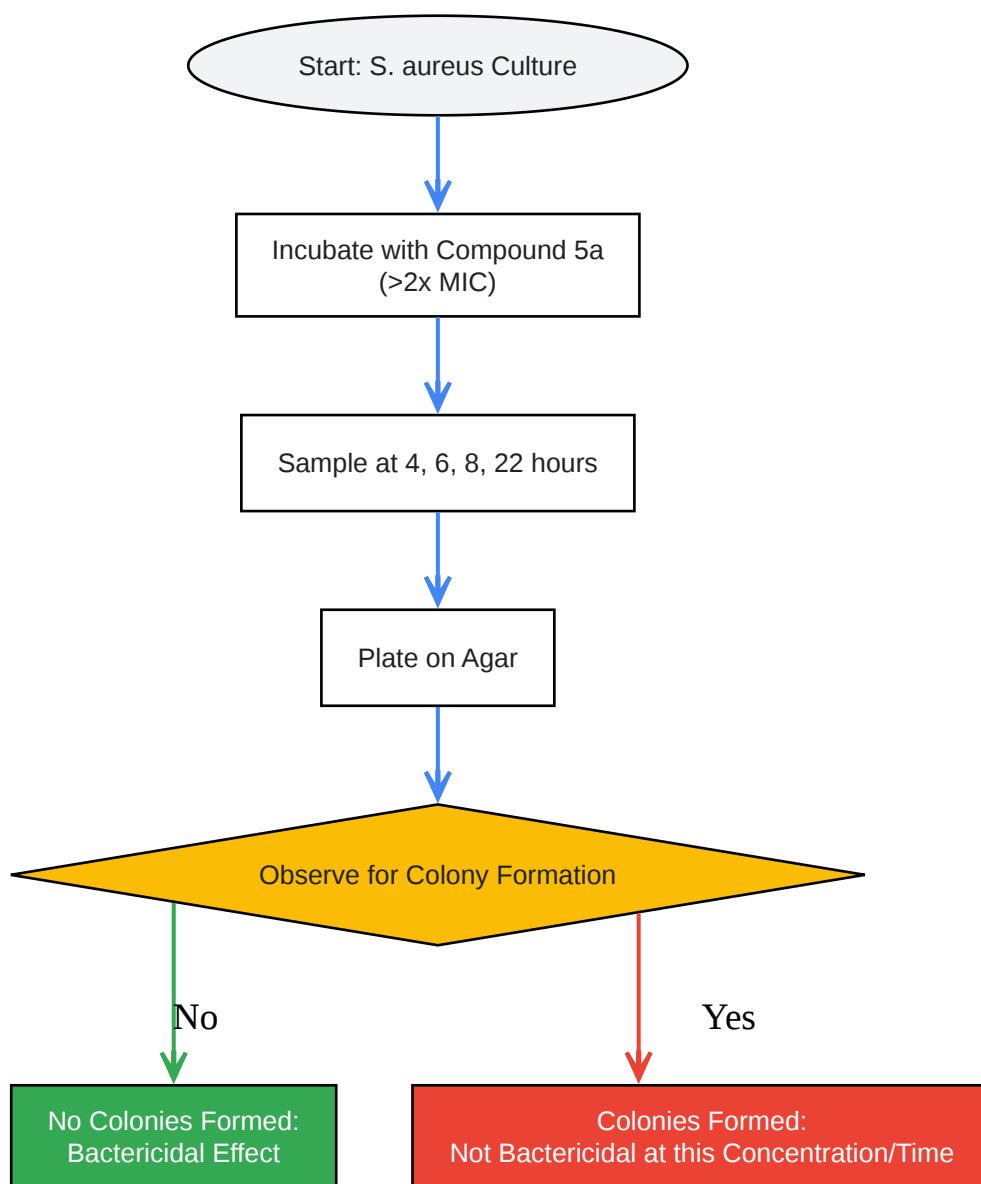 Start: S. aureus Culture
Incubate with Compound 5a
(>2x MIC)
Sample at 4, 6, 8, 22 hours
Plate on Agar
Observe for Colony Formation
No
Yes
No Colonies Formed:
Bactericidal Effect
Colonies Formed:
Not Bactericidal at this Concentration/Time